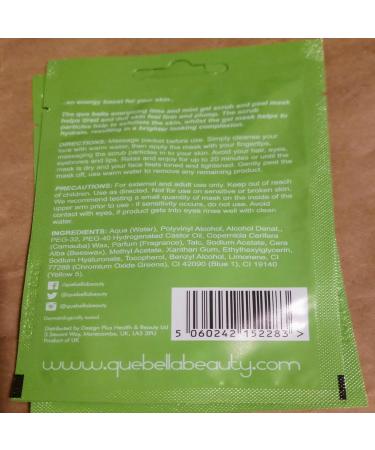 ...an energy boost for your skin...
The que bella energising lime and mint gel scrub and peel mask
helps tired and dull skin feel firm and plump. The scrub
particles help to exfoliate the skin, whilst the gel mask helps to
hydrate, resulting in a brighter looking complexion.
DIRECTIONS: Massage packet before use. Simply cleanse your
face with warm water, then apply the mask with your fingertips,
massaging the scrub particles in to your skin. Avoid your hair, eyes,
eyebrows and lips. Relax and enjoy for up to 20 minutes or until the
mask is dry and your face feels toned and tightened. Gently peel the
mask off, use warm water to remove any remaining product.
PRECAUTIONS: For external and adult use only. Keep out of reach
of children. Use as directed. Not for use on sensitive or broken skin.
We recommend testing a small quantity of mask on the inside of the
upper arm prior to use - if sensitivity occurs, do not use. Avoid
contact with eyes, if product gets into eyes rinse well with clean
water.
INGREDIENTS: Aqua (Water), Polyvinyl Alcohol, Alcohol Denat.,
PEG-32, PEG-40 Hydrogenated Castor Oil, Copernicia Cerifera
(Carnauba) Wax, Parfum (Fragrance), Talc, Sodium Acetate, Cera
Alba (Beeswax), Methyl Acetate, Xanthan Gum, Ethylhexylglycerin,
Sodium Hyaluronate, Tocopherol, Benzyl Alcohol, Limonene, CI
77288 (Chromium Oxide Greens), CI 42090 (Blue 1), CI 19140
(Yellow 5).
@quebellabeauty
@quebellabeauty
@quebellabeauty
Dermatologically tested
Distributed by Design Plus Health & Beauty Ltd
Morecambe, UK, LA3 3PU
Product of UK
5 060242 152283 >
www.quebellabeauty.com